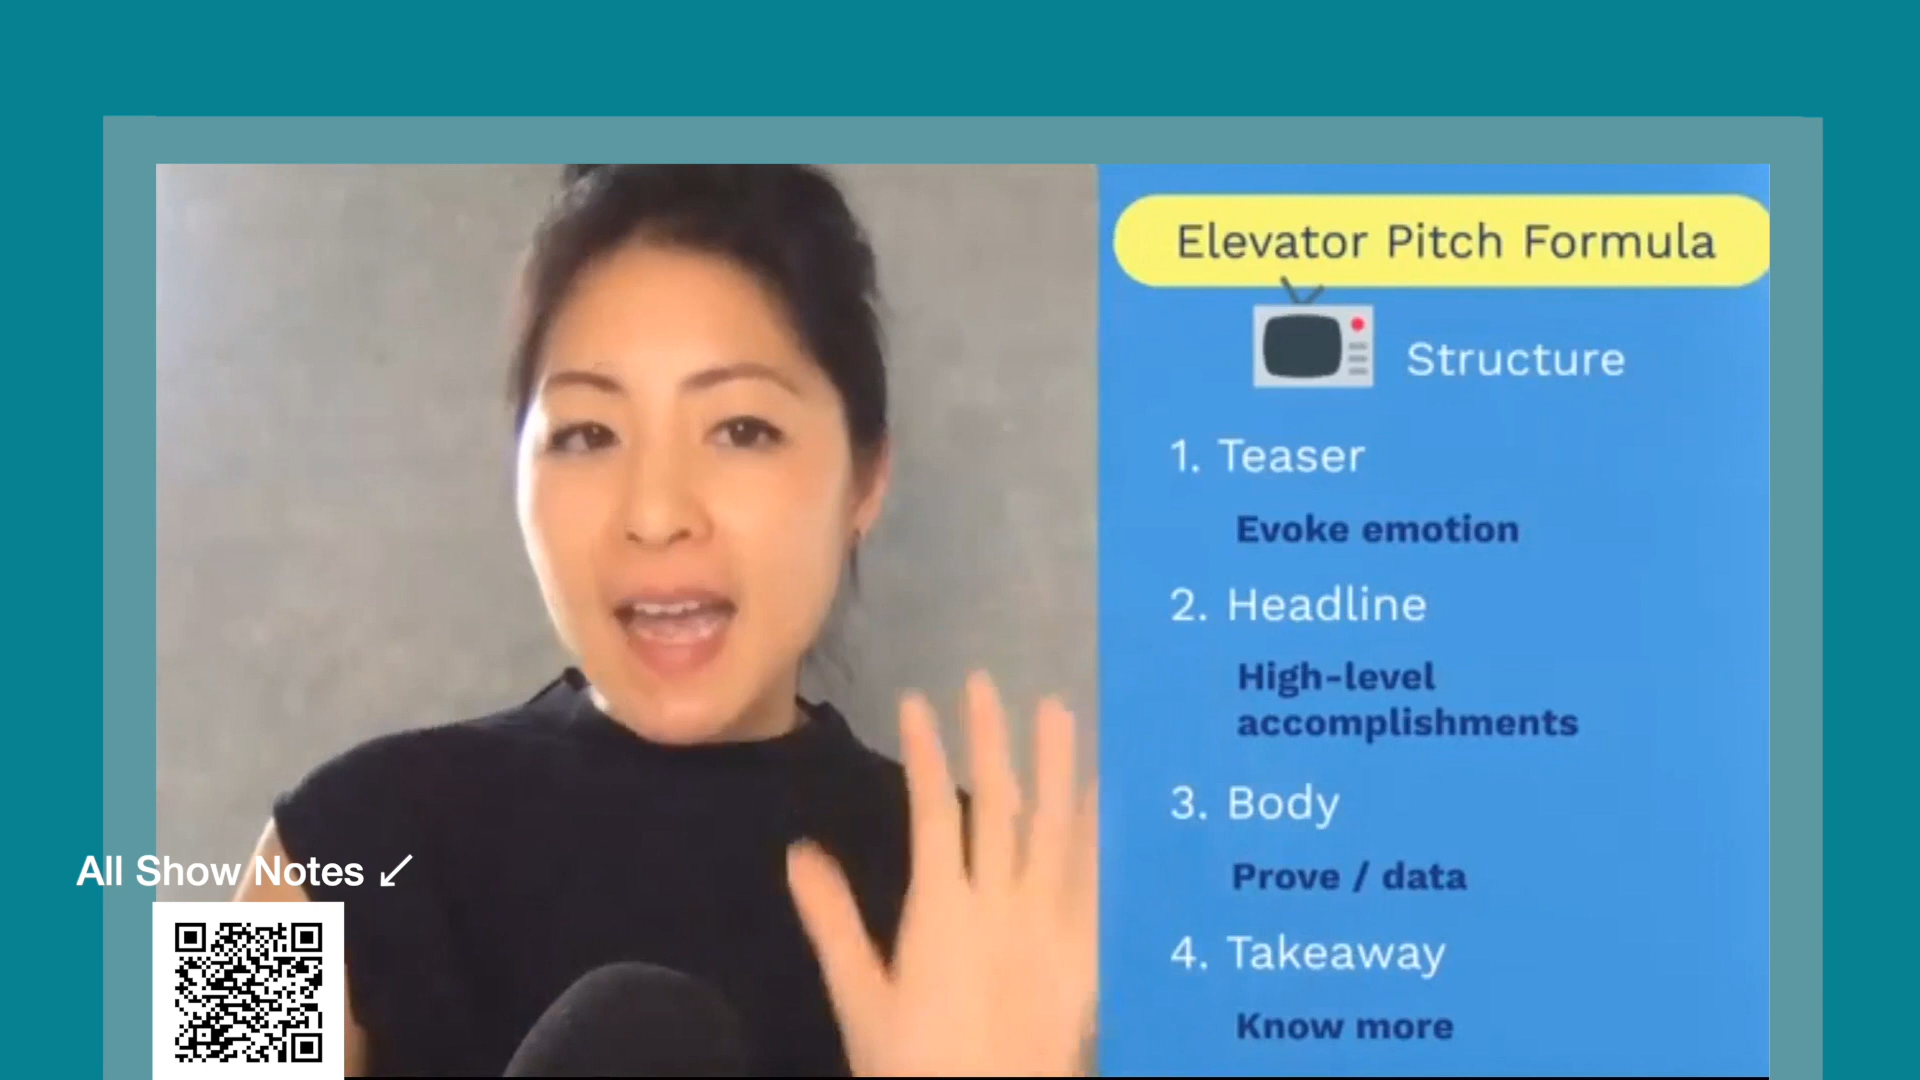 Elevator Pitch Formula
Structure
1. Teaser
Evoke emotion
2. Headline
High-level
accomplishments
3. Body
Prove / data
4. Takeaway
Know more
All Show Notes ↙